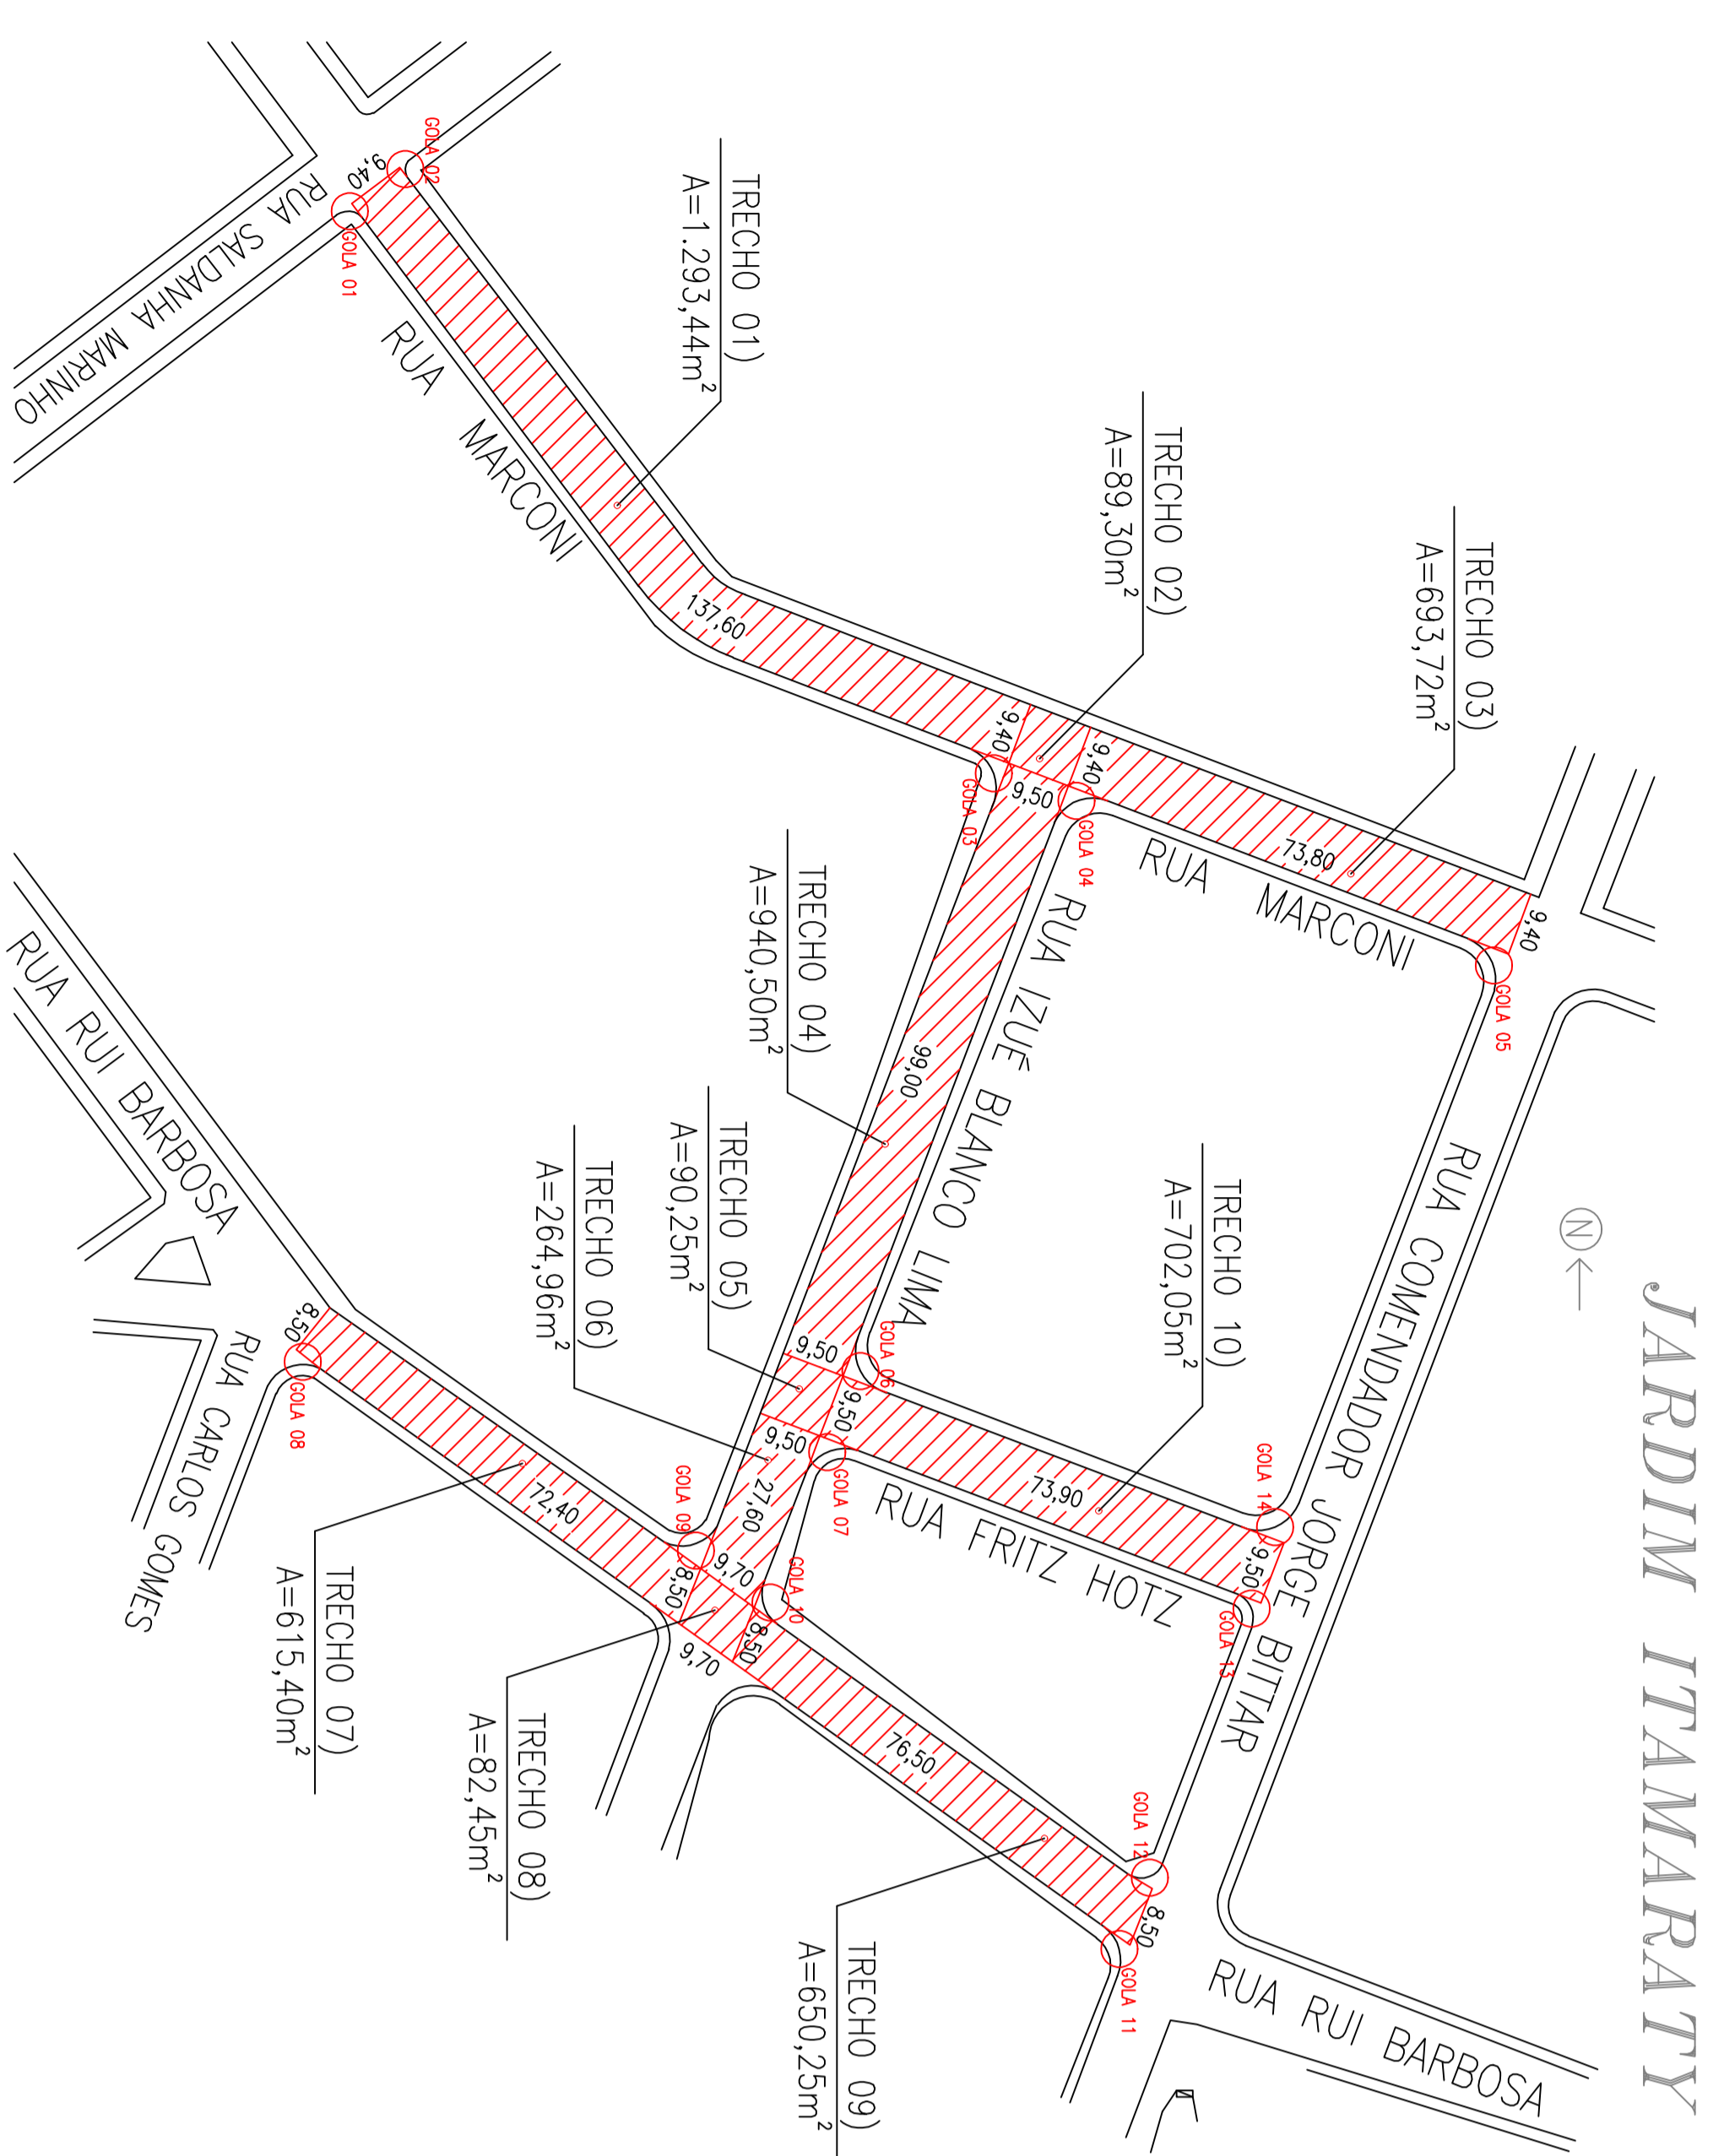 JARDIM ITAMARATY
N
TRECHO 01)
A=1.293,44m²
TRECHO 02)
A=89,30m²
TRECHO 03)
A=693,72m²
TRECHO 04)
A=940,50m²
TRECHO 05)
A=90,25m²
TRECHO 06)
A=264,96m²
TRECHO 07)
A=615,40m²
TRECHO 08)
A=82,45m²
TRECHO 09)
A=650,25m²
TRECHO 10)
A=702,05m²
RUA SALDANHA MARINHO
RUA MARCONI
RUA MARCONI
RUA IZUÉ BLANCO LIMA
RUA COMENDADOR JORGE BITTAR
RUA FRITZ HOTZ
RUA RUI BARBOSA
RUA CARLOS GOMES
RUA RUI BARBOSA
GOLA 01
GOLA 02
GOLA 03
GOLA 04
GOLA 05
GOLA 06
GOLA 07
GOLA 08
GOLA 09
GOLA 10
GOLA 11
GOLA 12
GOLA 13
GOLA 14
9,40
137,60
9,40
9,50
9,40
73,80
9,40
99,00
9,50
9,50
9,50
27,60
9,70
73,90
9,50
8,50
72,40
8,50
9,70
8,50
76,50
8,50